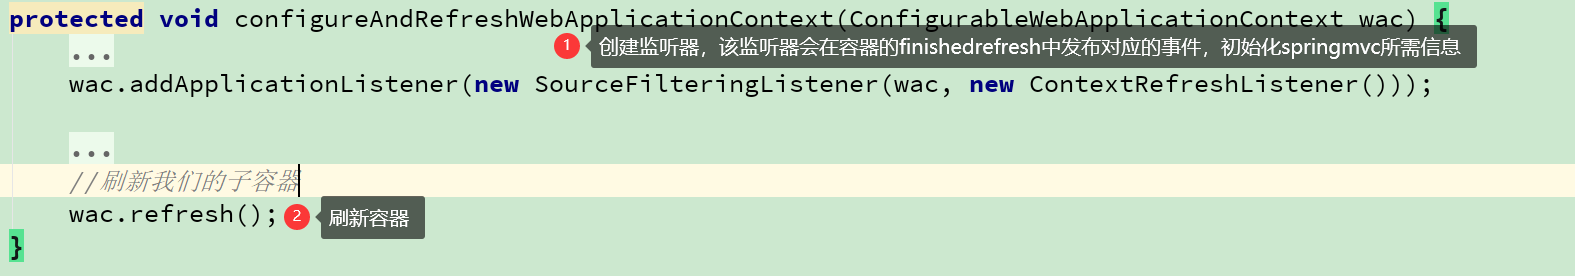 protected void configureAndRefreshWebApplicationContext(ConfigurableWebApplicationContext wac) {
1 创建监听器，该监听器会在容器的finishedrefresh中发布对应的事件，初始化springmvc所需信息
...
wac.addApplicationListener(new SourceFilteringListener(wac, new ContextRefreshListener()));
...
//刷新我们的子容器
wac.refresh(); 2 刷新容器
}